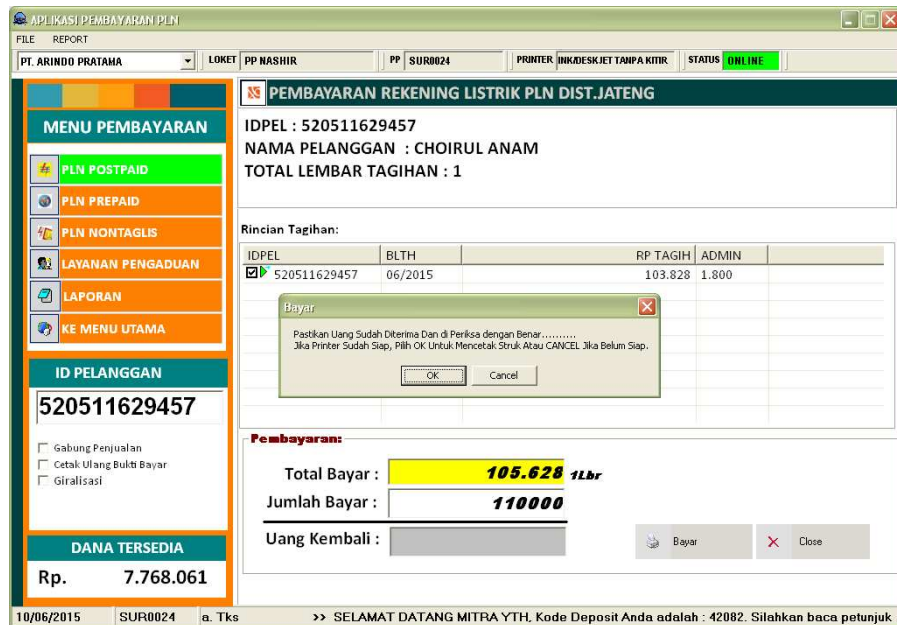 APLIKASI PEMBAYARAN PLN
FILE REPORT
PT. ARINDO PRATAMA LOKET PP NASHIR PP SUR0024 PRINTER INK/DESKJET TANPA KITIR STATUS ONLINE
PEMBAYARAN REKENING LISTRIK PLN DIST.JATENG
MENU PEMBAYARAN
PLN POSTPAID
PLN PREPAID
PLN NONTAGLIS
LAYANAN PENGADUAN
LAPORAN
KE MENU UTAMA
ID PELANGGAN
520511629457
Gabung Penjualan
Cetak Ulang Bukti Bayar
Giralisasi
DANA TERSEDIA
Rp. 7.768.061
IDPEL : 520511629457
NAMA PELANGGAN : CHOIRUL ANAM
TOTAL LEMBAR TAGIHAN : 1
Rincian Tagihan:
IDPEL BLTH RP TAGIH ADMIN
520511629457 06/2015 103.828 1.800
Bayar
Pastikan Uang Sudah Diterima Dan di Periksa dengan Benar..........
Jika Printer Sudah Siap, Pilih OK Untuk Mencetak Struk Atau CANCEL Jika Belum Siap.
OK Cancel
Pembayaran:
Total Bayar : 105.628 1Lbr
Jumlah Bayar : 110000
Uang Kembali :
Bayar Close
10/06/2015 SUR0024 a. Tks >> SELAMAT DATANG MITRA YTH, Kode Deposit Anda adalah : 42082. Silahkan baca petunjuk